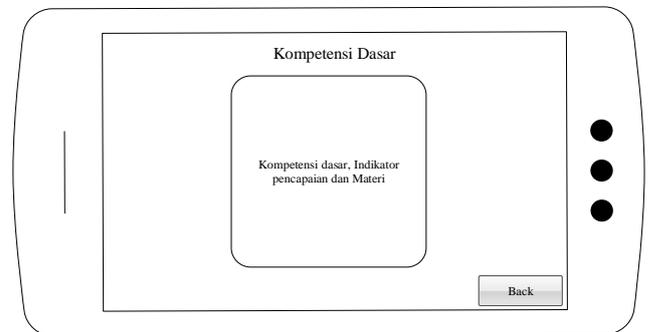 Kompetensi Dasar
Kompetensi dasar, Indikator
pencapaian dan Materi
Back